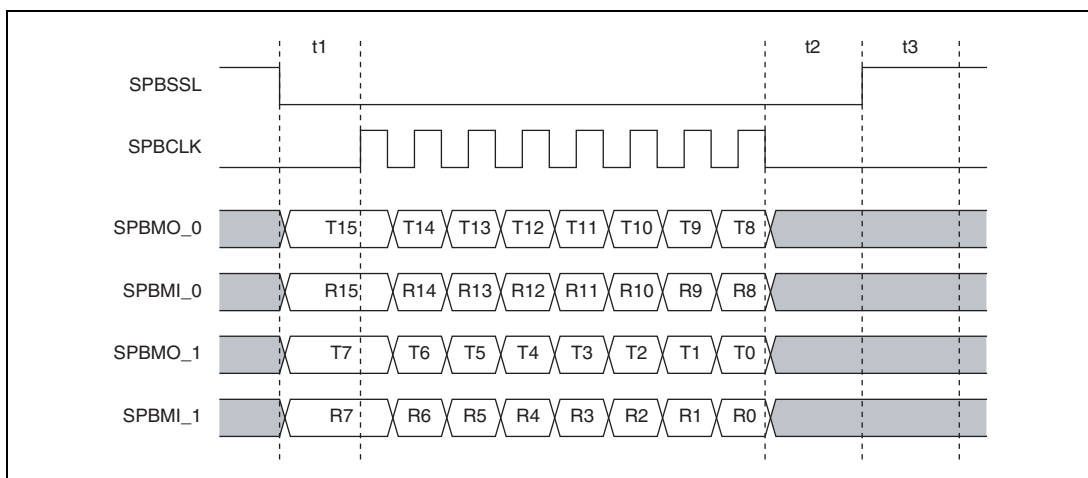 t1 t2 t3
SPBSSL
SPBCLK
SPBMO_0 T15 T14 T13 T12 T11 T10 T9 T8
SPBMI_0 R15 R14 R13 R12 R11 R10 R9 R8
SPBMO_1 T7 T6 T5 T4 T3 T2 T1 T0
SPBMI_1 R7 R6 R5 R4 R3 R2 R1 R0